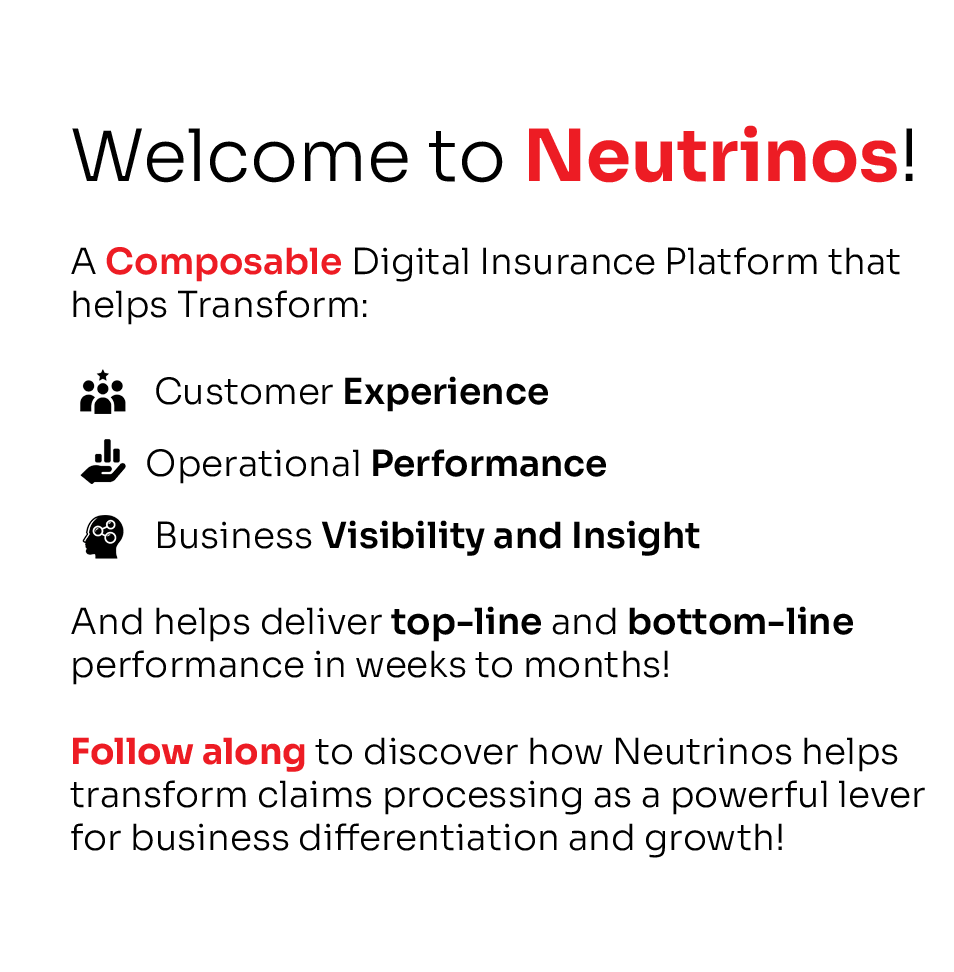 Welcome to Neutrinos!
A Composable Digital Insurance Platform that
helps Transform:
Customer Experience
Operational Performance
Business Visibility and Insight
And helps deliver top-line and bottom-line
performance in weeks to months!
Follow along to discover how Neutrinos helps
transform claims processing as a powerful lever
for business differentiation and growth!